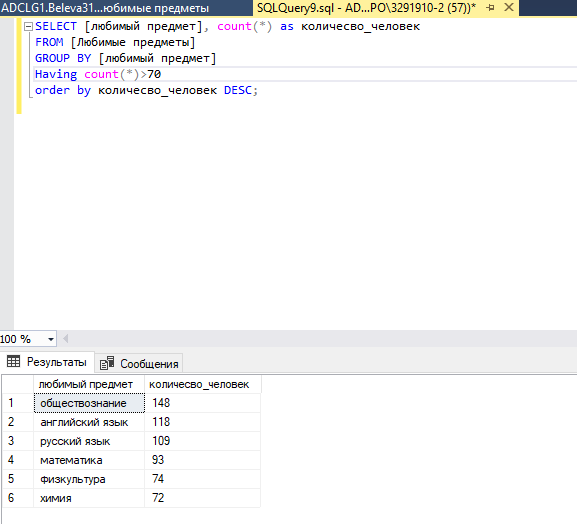 ADCLG1.Beleva31...юбимые предметы SQLQuery9.sql - AD...PO\3291910-2 (57))*
SELECT [любимый предмет], count(*) as количесво_человек
FROM [Любимые предметы]
GROUP BY [любимый предмет]
Having count(*)>70
order by количесво_человек DESC;
100 %
Результаты Сообщения
любимый предмет количесво_человек
1 обществознание 148
2 английский язык 118
3 русский язык 109
4 математика 93
5 физкультура 74
6 химия 72